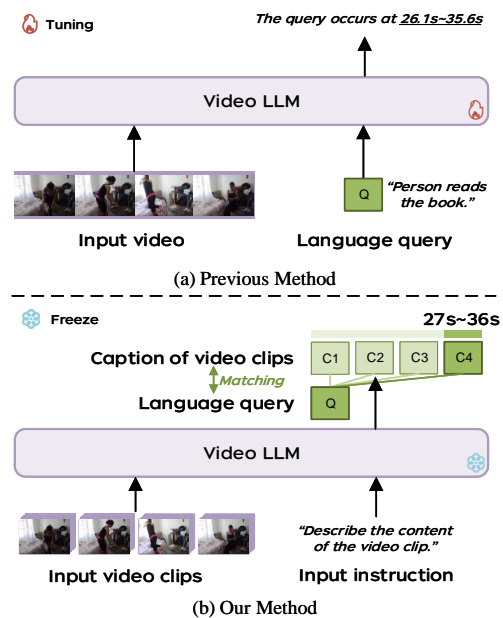 Tuning
The query occurs at 26.1s~35.6s
Video LLM
Q
“Person reads
the book.”
Input video
Language query
(a) Previous Method
Freeze
27s~36s
Caption of video clips
C1 C2 C3 C4
Matching
Language query
Q
Video LLM
“Describe the content
of the video clip.”
Input video clips
Input instruction
(b) Our Method